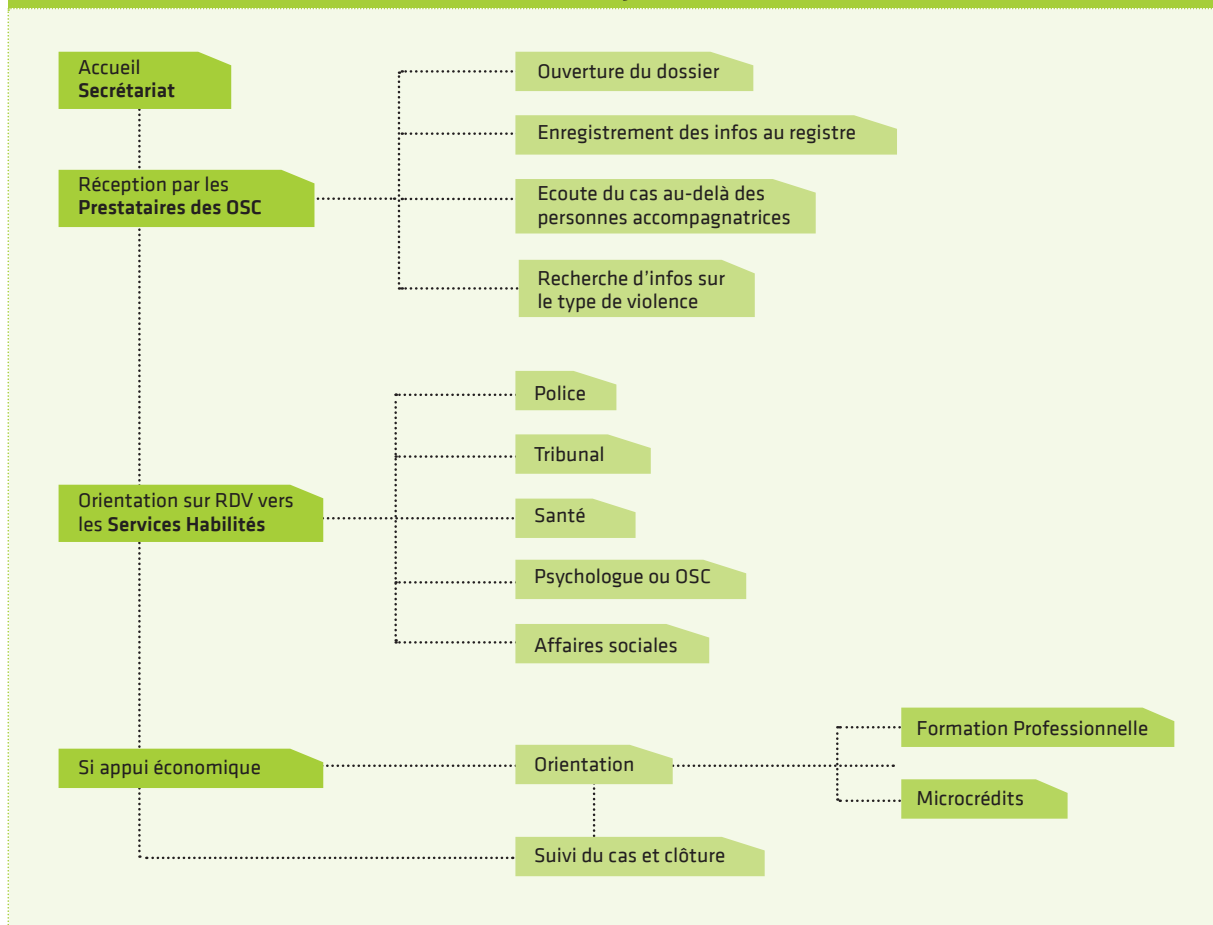 Accueil
Secrétariat
Réception par les
Prestataires des OSC
Ouverture du dossier
Enregistrement des infos au registre
Ecoute du cas au-delà des
personnes accompagnatrices
Recherche d'infos sur
le type de violence
Orientation sur RDV vers
les Services Habilités
Police
Tribunal
Santé
Psychologue ou OSC
Affaires sociales
Si appui économique
Orientation
Formation Professionnelle
Microcrédits
Suivi du cas et clôture